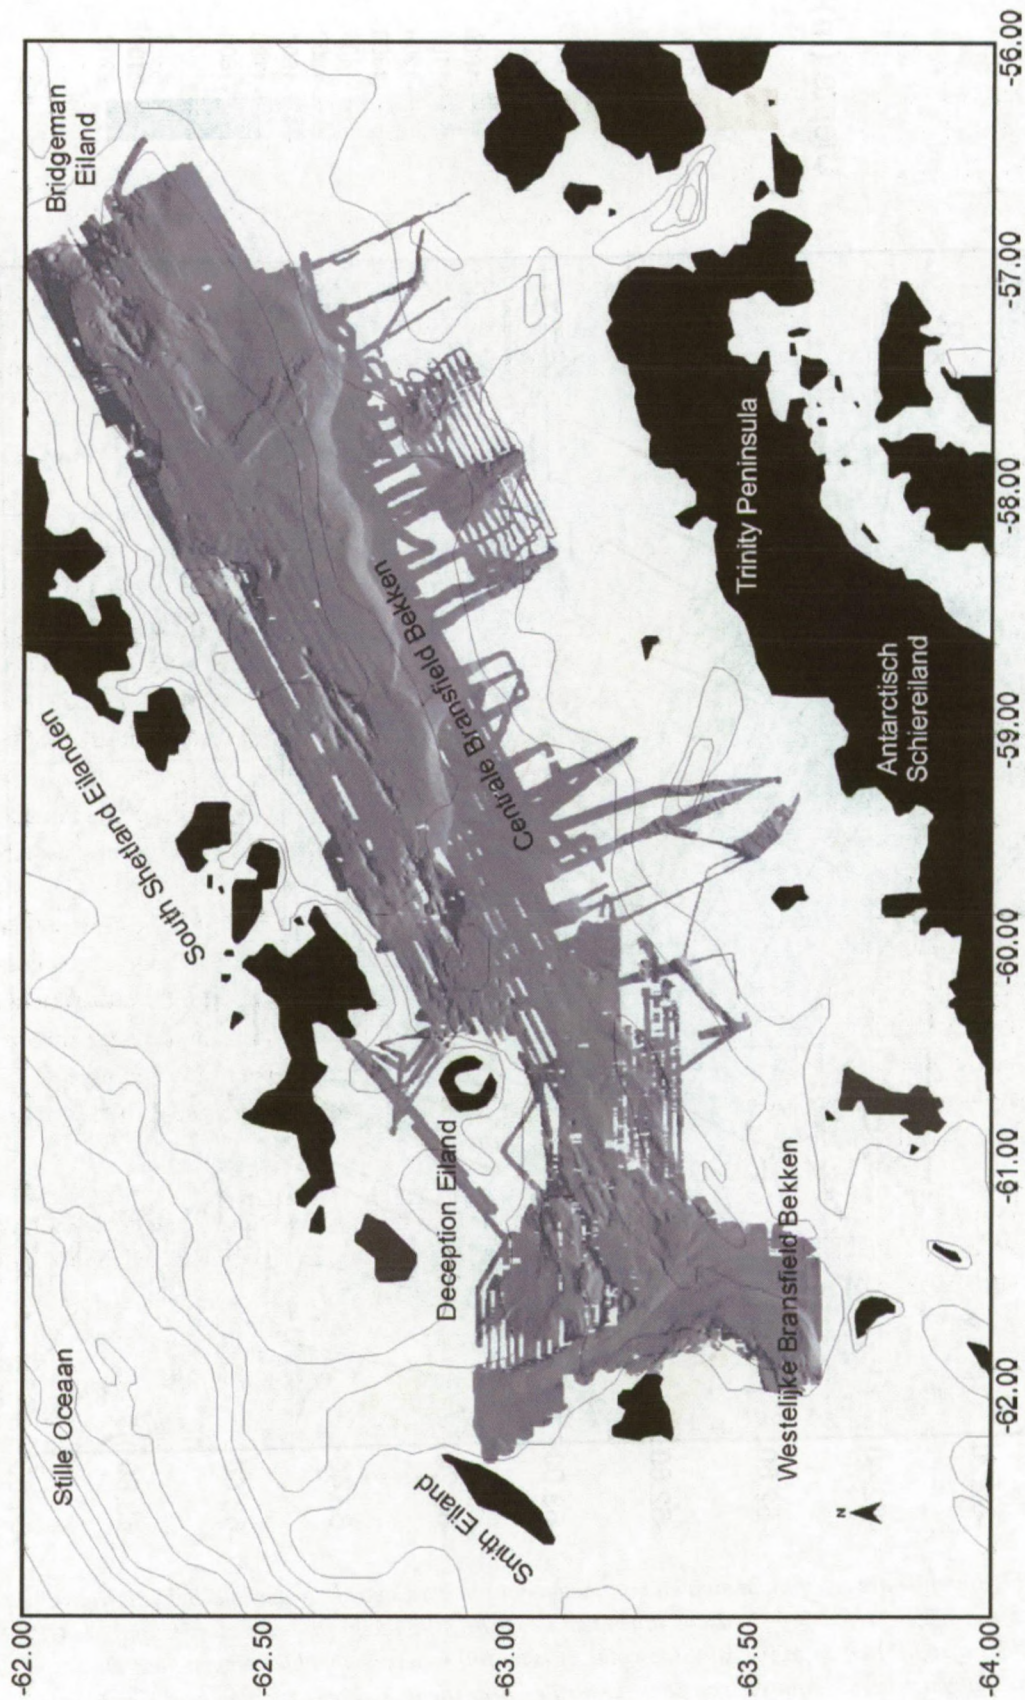 Stille Oceaan
South Shetland Eilanden
Bridgeman
Eiland
Smith Eiland
Deception Eiland
Centrale Bransfield Bekken
Westelijke Bransfield Bekken
Trinity Peninsula
Antarctisch
Schiereiland
N
-62.00
-62.50
-63.00
-63.50
-64.00
-62.00
-61.00
-60.00
-59.00
-58.00
-57.00
-56.00